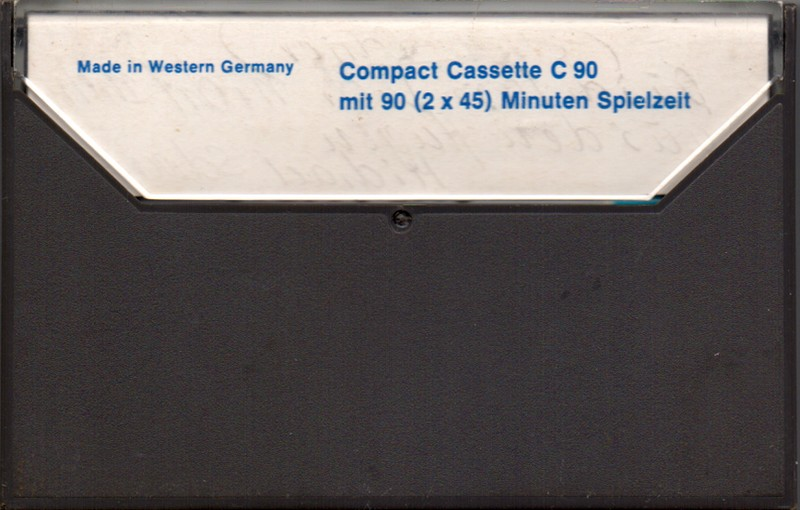 Made in Western Germany
Compact Cassette C 90
mit 90 (2 x 45) Minuten Spielzeit